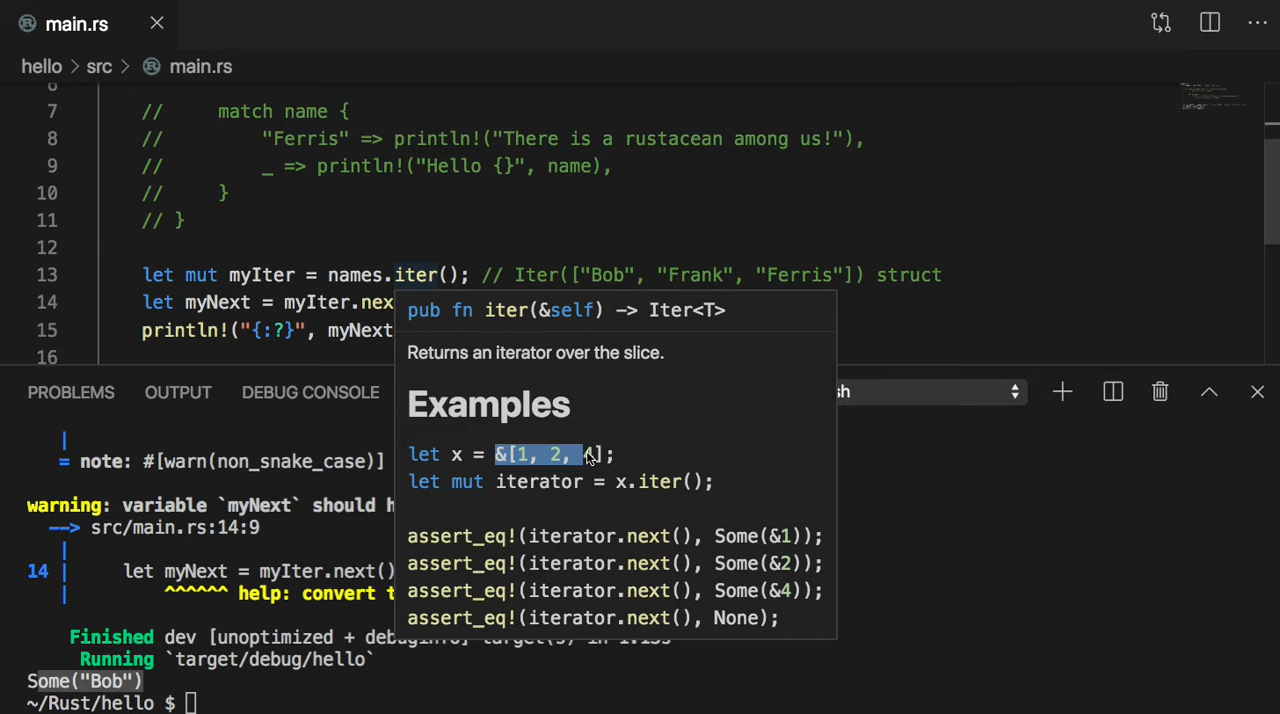 main.rs
hello > src > main.rs
6
7 //     match name {
8 //         "Ferris" => println!("There is a rustacean among us!"),
9 //         _ => println!("Hello {}", name),
10 //     }
11 // }
12
13 let mut myIter = names.iter(); // Iter(["Bob", "Frank", "Ferris"]) struct
14 let myNext = myIter.nex
15 println!("{:?}", myNext
16
pub fn iter(&self) -> Iter<T>
Returns an iterator over the slice.
Examples
let x = &[1, 2, 4];
let mut iterator = x.iter();
assert_eq!(iterator.next(), Some(&1));
assert_eq!(iterator.next(), Some(&2));
assert_eq!(iterator.next(), Some(&4));
assert_eq!(iterator.next(), None);
PROBLEMS OUTPUT DEBUG CONSOLE
sh
|
= note: #[warn(non_snake_case)]
warning: variable `myNext` should h
--> src/main.rs:14:9
|
14 | let myNext = myIter.next()
| ^^^^^^ help: convert t
Finished dev [unoptimized + debuginfo] target(s) in 1.13s
Running `target/debug/hello`
Some("Bob")
~/Rust/hello $